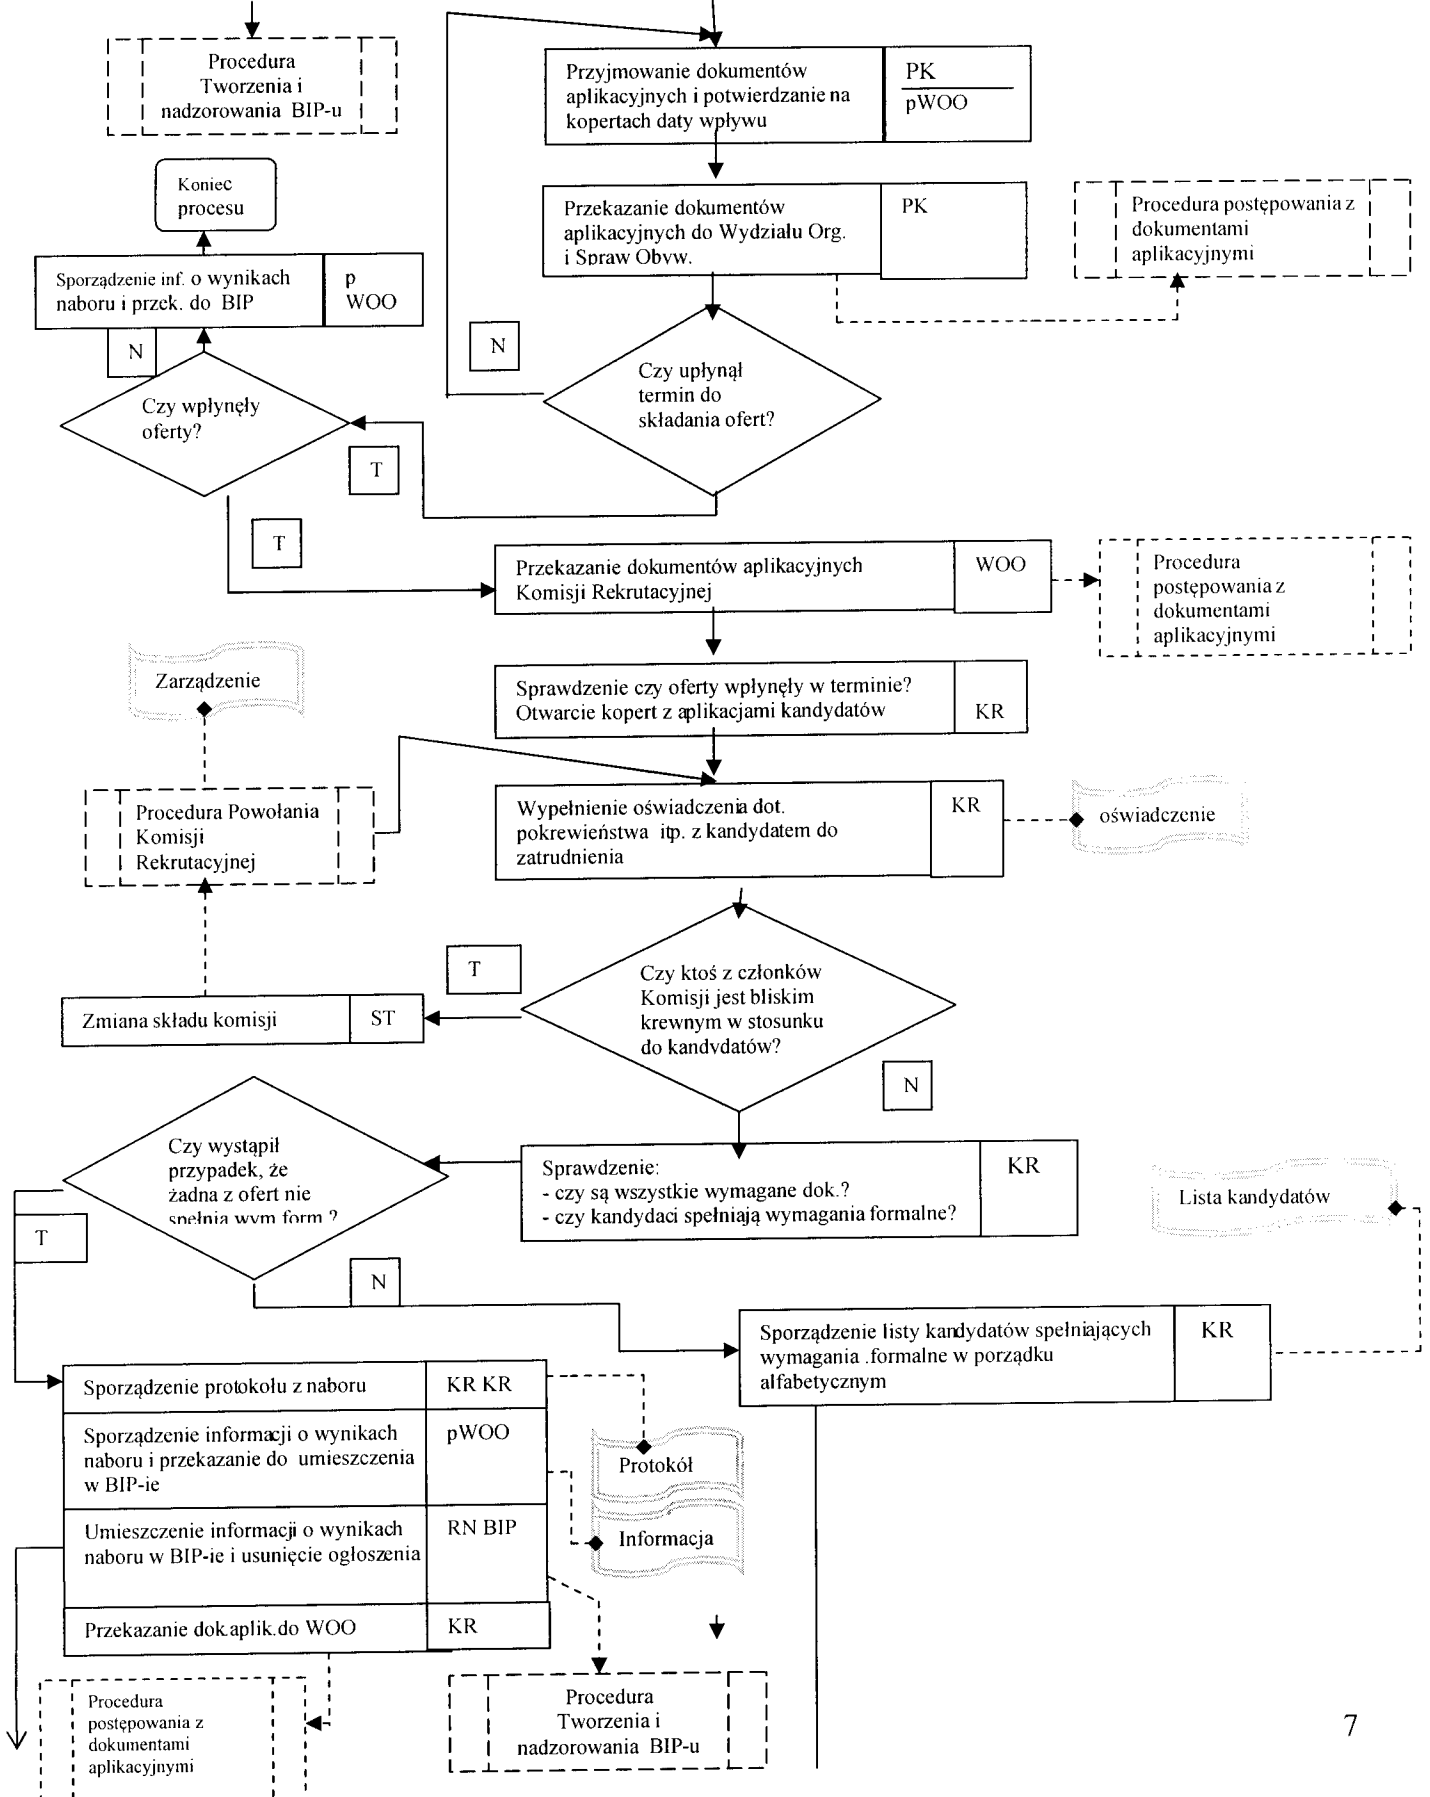 Procedura
Tworzenia i
nadzorowania BIP-u
Przyjmowanie dokumentów
aplikacyjnych i potwierdzanie na
kopertach daty wpływu
PK
pWOO
Koniec
procesu
Przekazanie dokumentów
aplikacyjnych do Wydziału Org.
i Spraw Obyw.
PK
Procedura postępowania z
dokumentami
aplikacyjnymi
Sporządzenie inf. o wynikach
naboru i przek. do BIP
p
WOO
N
N
Czy upłynął
termin do
składania ofert?
Czy wpłynęły
oferty?
T
T
Przekazanie dokumentów aplikacyjnych
Komisji Rekrutacyjnej
WOO
Procedura
postępowania z
dokumentami
aplikacyjnymi
Zarządzenie
Sprawdzenie czy oferty wpłynęły w terminie?
Otwarcie kopert z aplikacjami kandydatów
KR
Procedura Powołania
Komisji
Rekrutacyjnej
Wypełnienie oświadczenia dot.
pokrewieństwa itp. z kandydatem do
zatrudnienia
KR
oświadczenie
T
Czy ktoś z członków
Komisji jest bliskim
krewnym w stosunku
do kandydatów?
Zmiana składu komisji
ST
N
Czy wystąpił
przypadek, że
żadna z ofert nie
spełnia wym form ?
Sprawdzenie:
- czy są wszystkie wymagane dok.?
- czy kandydaci spełniają wymagania formalne?
KR
Lista kandydatów
T
N
Sporządzenie listy kandydatów spełniających
wymagania .formalne w porządku
alfabetycznym
KR
Sporządzenie protokołu z naboru
KR KR
Sporządzenie informacji o wynikach
naboru i przekazanie do umieszczenia
w BIP-ie
pWOO
Protokół
Informacja
Umieszczenie informacji o wynikach
naboru w BIP-ie i usunięcie ogłoszenia
RN BIP
Przekazanie dok.aplik.do WOO
KR
Procedura
postępowania z
dokumentami
aplikacyjnymi
Procedura
Tworzenia i
nadzorowania BIP-u
7